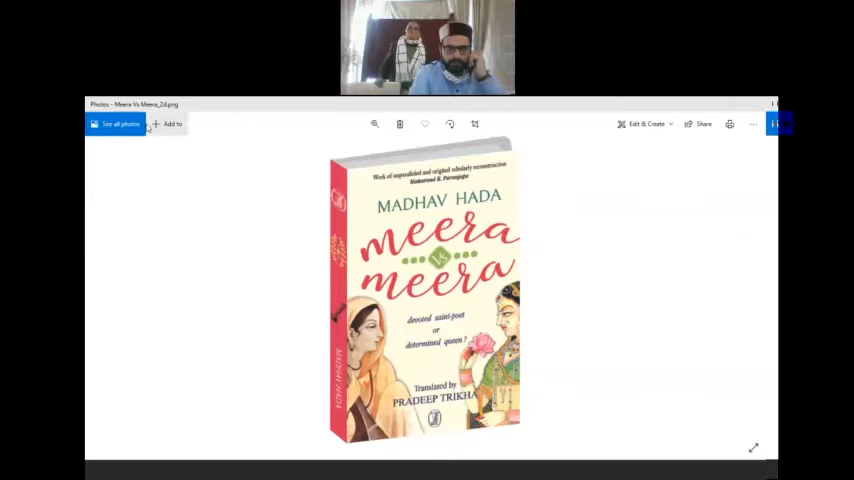 Photos - Meera Vs Meera_2d.png
See all photos
Add to
Edit & Create
Share
Work of unparalleled and original scholarly reconstruction
Makarand R. Paranjape
MADHAV HADA
meera
Vs
meera
devoted saint-poet
or
determined queen?
Translated by
PRADEEP TRIKHA
meera
meera
MADHAV HADA